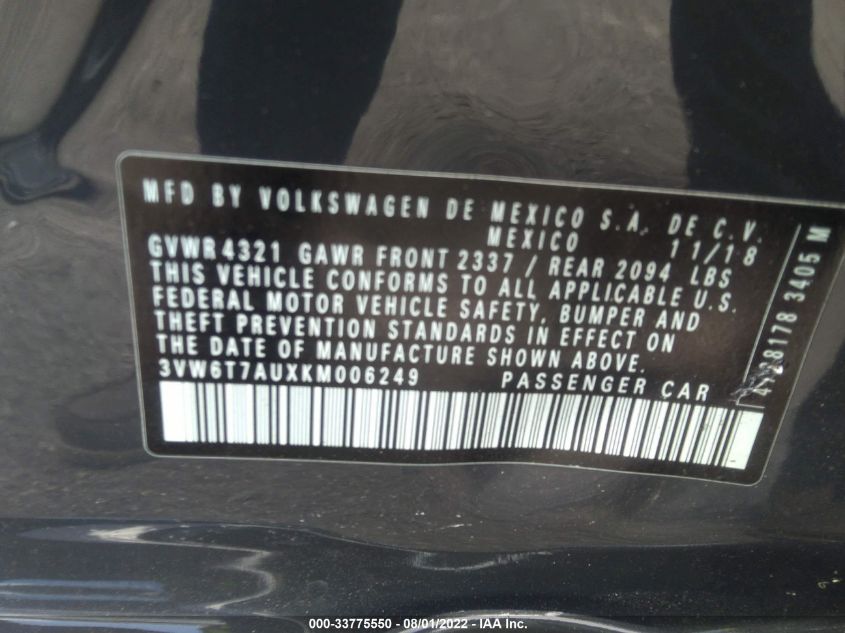 MFD BY VOLKSWAGEN DE MEXICO S.A. DE C.V.
MEXICO 11/18
GVWR 4321 GAWR FRONT 2337 / REAR 2094 LBS
THIS VEHICLE CONFORMS TO ALL APPLICABLE U.S.
FEDERAL MOTOR VEHICLE SAFETY, BUMPER AND
THEFT PREVENTION STANDARDS IN EFFECT ON
THE DATE OF MANUFACTURE SHOWN ABOVE.
3VW6T7AUXKM006249 PASSENGER CAR
3405 M
000-33775550 - 08/01/2022 - IAA Inc.